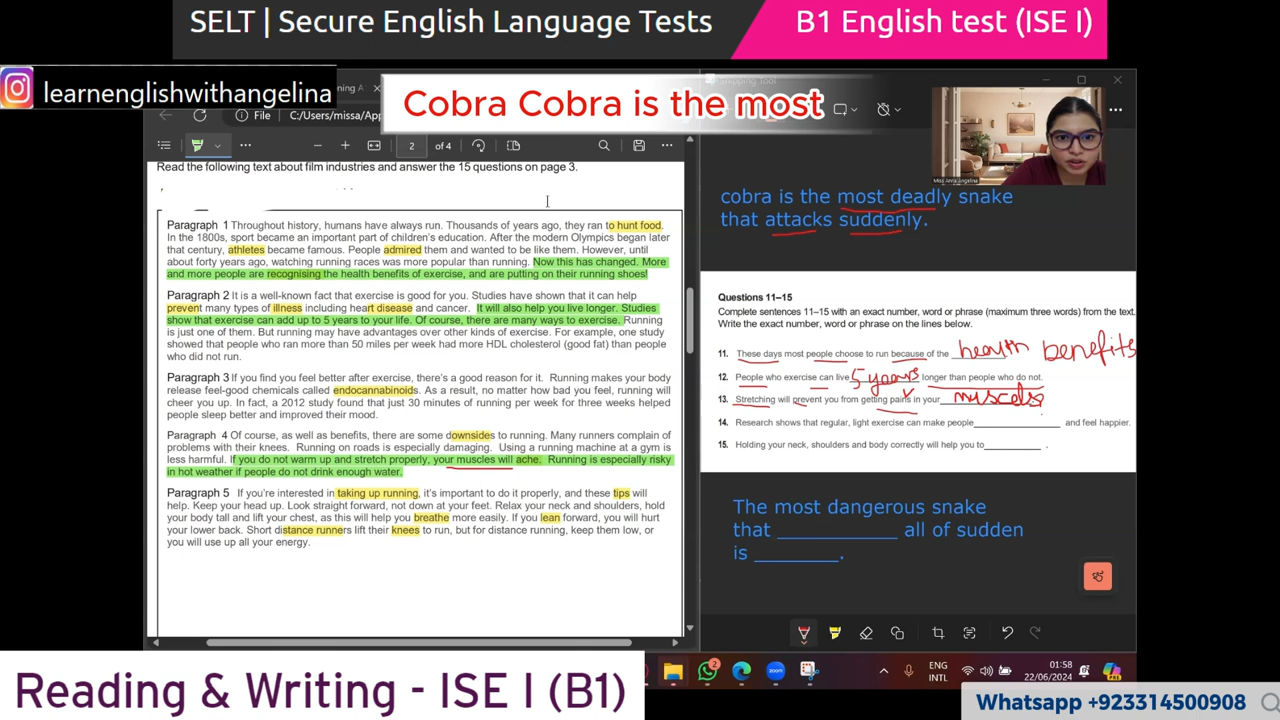 SELT | Secure English Language Tests
B1 English test (ISE I)
learnenglishwithangelina
Cobra Cobra is the most
File
C:/Users/missa/App
2 of 4
Read the following text about film industries and answer the 15 questions on page 3.
Paragraph 1 Throughout history, humans have always run. Thousands of years ago, they ran to hunt food.
In the 1800s, sport became an important part of children's education. After the modern Olympics began later
that century, athletes became famous. People admired them and wanted to be like them. However, until
about forty years ago, watching running races was more popular than running. Now this has changed. More
and more people are recognising the health benefits of exercise, and are putting on their running shoes!
Paragraph 2 It is a well-known fact that exercise is good for you. Studies have shown that it can help
prevent many types of illness including heart disease and cancer. It will also help you live longer. Studies
show that exercise can add up to 5 years to your life. Of course, there are many ways to exercise. Running
is just one of them. But running may have advantages over other kinds of exercise. For example, one study
showed that people who ran more than 50 miles per week had more HDL cholesterol (good fat) than people
who did not run.
Paragraph 3 If you find you feel better after exercise, there's a good reason for it. Running makes your body
release feel-good chemicals called endocannabinoids. As a result, no matter how bad you feel, running will
cheer you up. In fact, a 2012 study found that just 30 minutes of running per week for three weeks helped
people sleep better and improved their mood.
Paragraph 4 Of course, as well as benefits, there are some downsides to running. Many runners complain of
problems with their knees. Running on roads is especially damaging. Using a running machine at a gym is
less harmful. If you do not warm up and stretch properly, your muscles will ache. Running is especially risky
in hot weather if people do not drink enough water.
Paragraph 5 If you're interested in taking up running, it's important to do it properly, and these tips will
help. Keep your head up. Look straight forward, not down at your feet. Relax your neck and shoulders, hold
your body tall and lift your chest, as this will help you breathe more easily. If you lean forward, you will hurt
your lower back. Short distance runners lift their knees to run, but for distance running, keep them low, or
you will use up all your energy.
Miss Anna Angelina
cobra is the most deadly snake
that attacks suddenly.
Questions 11–15
Complete sentences 11–15 with an exact number, word or phrase (maximum three words) from the text.
Write the exact number, word or phrase on the lines below.
11. These days most people choose to run because of the health benefits
12. People who exercise can live 5 years longer than people who do not.
13. Stretching will prevent you from getting pains in your muscels
14. Research shows that regular, light exercise can make people and feel happier.
15. Holding your neck, shoulders and body correctly will help you to .
The most dangerous snake
that __________ all of sudden
is _______.
ENG
INTL
01:58
22/06/2024
Reading & Writing - ISE I (B1)
Whatsapp +923314500908